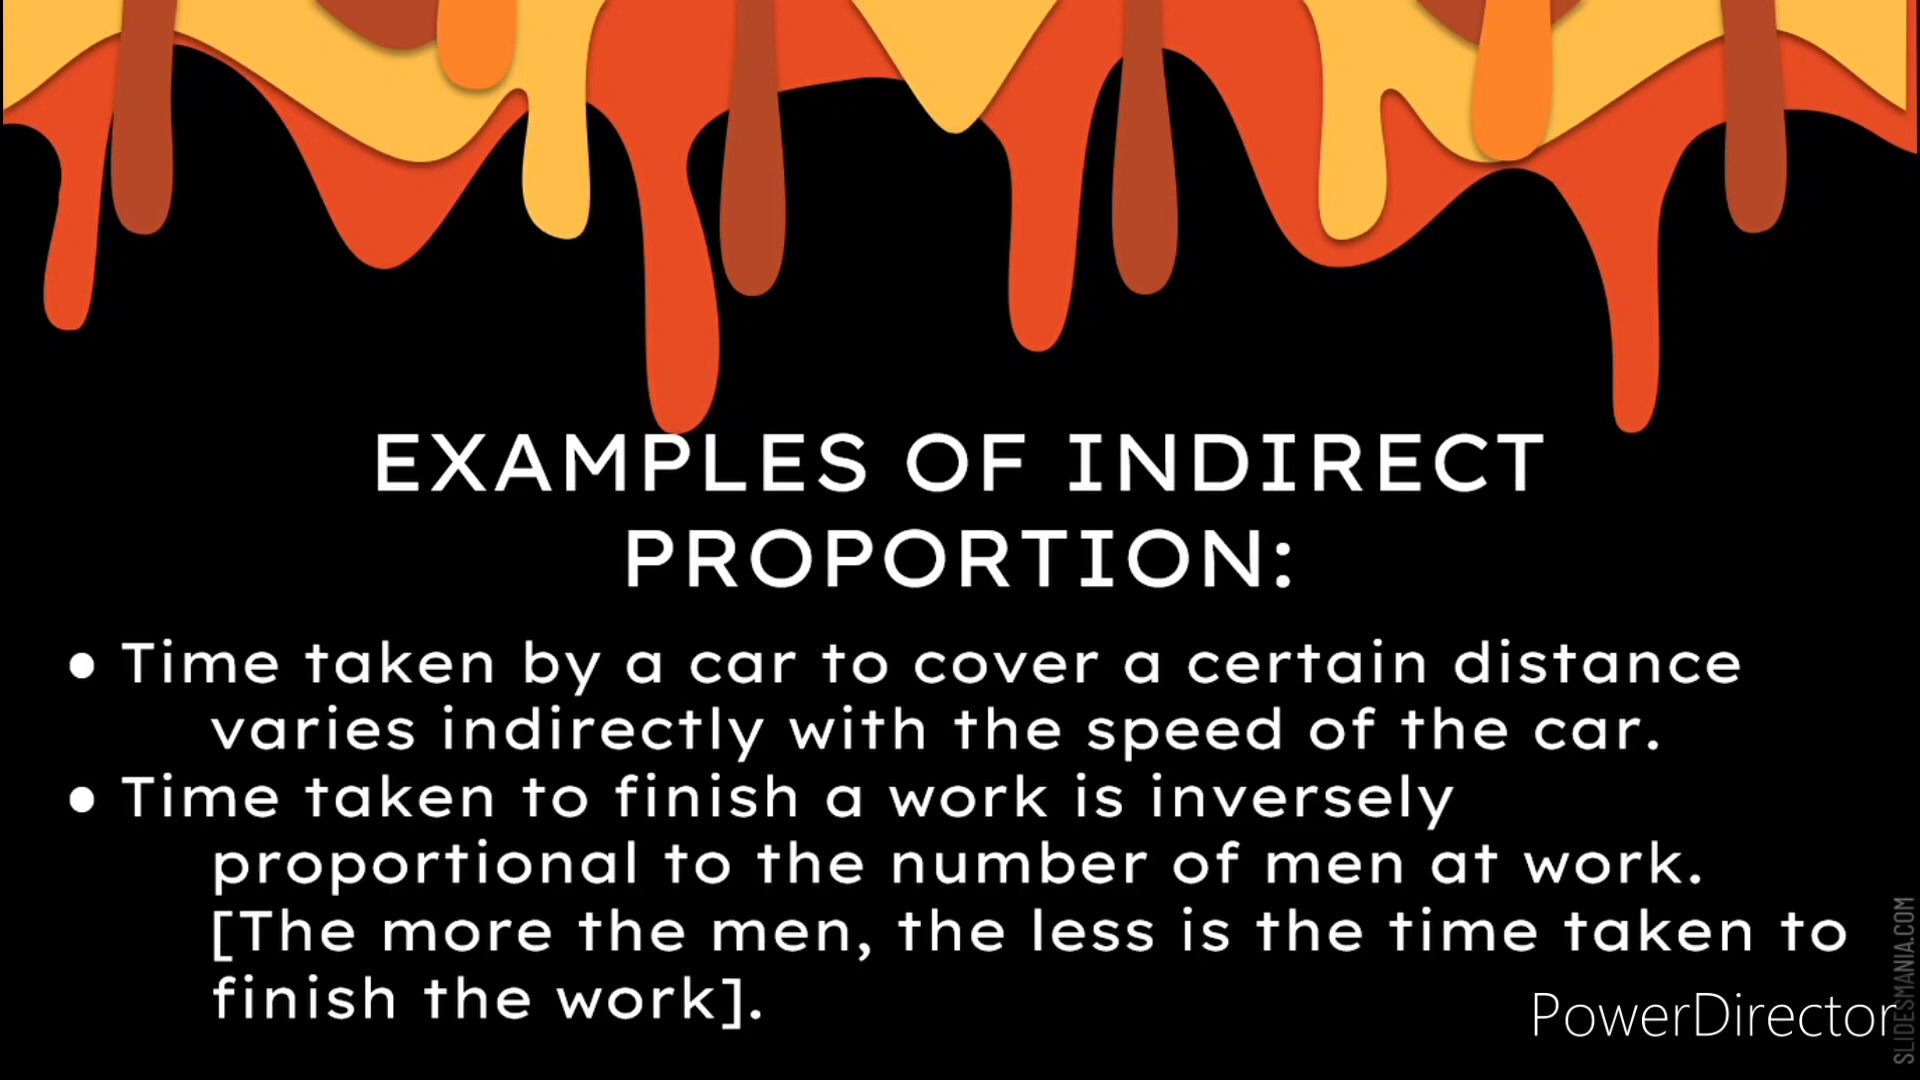 EXAMPLES OF INDIRECT
PROPORTION:
● Time taken by a car to cover a certain distance
varies indirectly with the speed of the car.
● Time taken to finish a work is inversely
proportional to the number of men at work.
[The more the men, the less is the time taken to
finish the work].
PowerDirector
SLIDESMANIA.COM